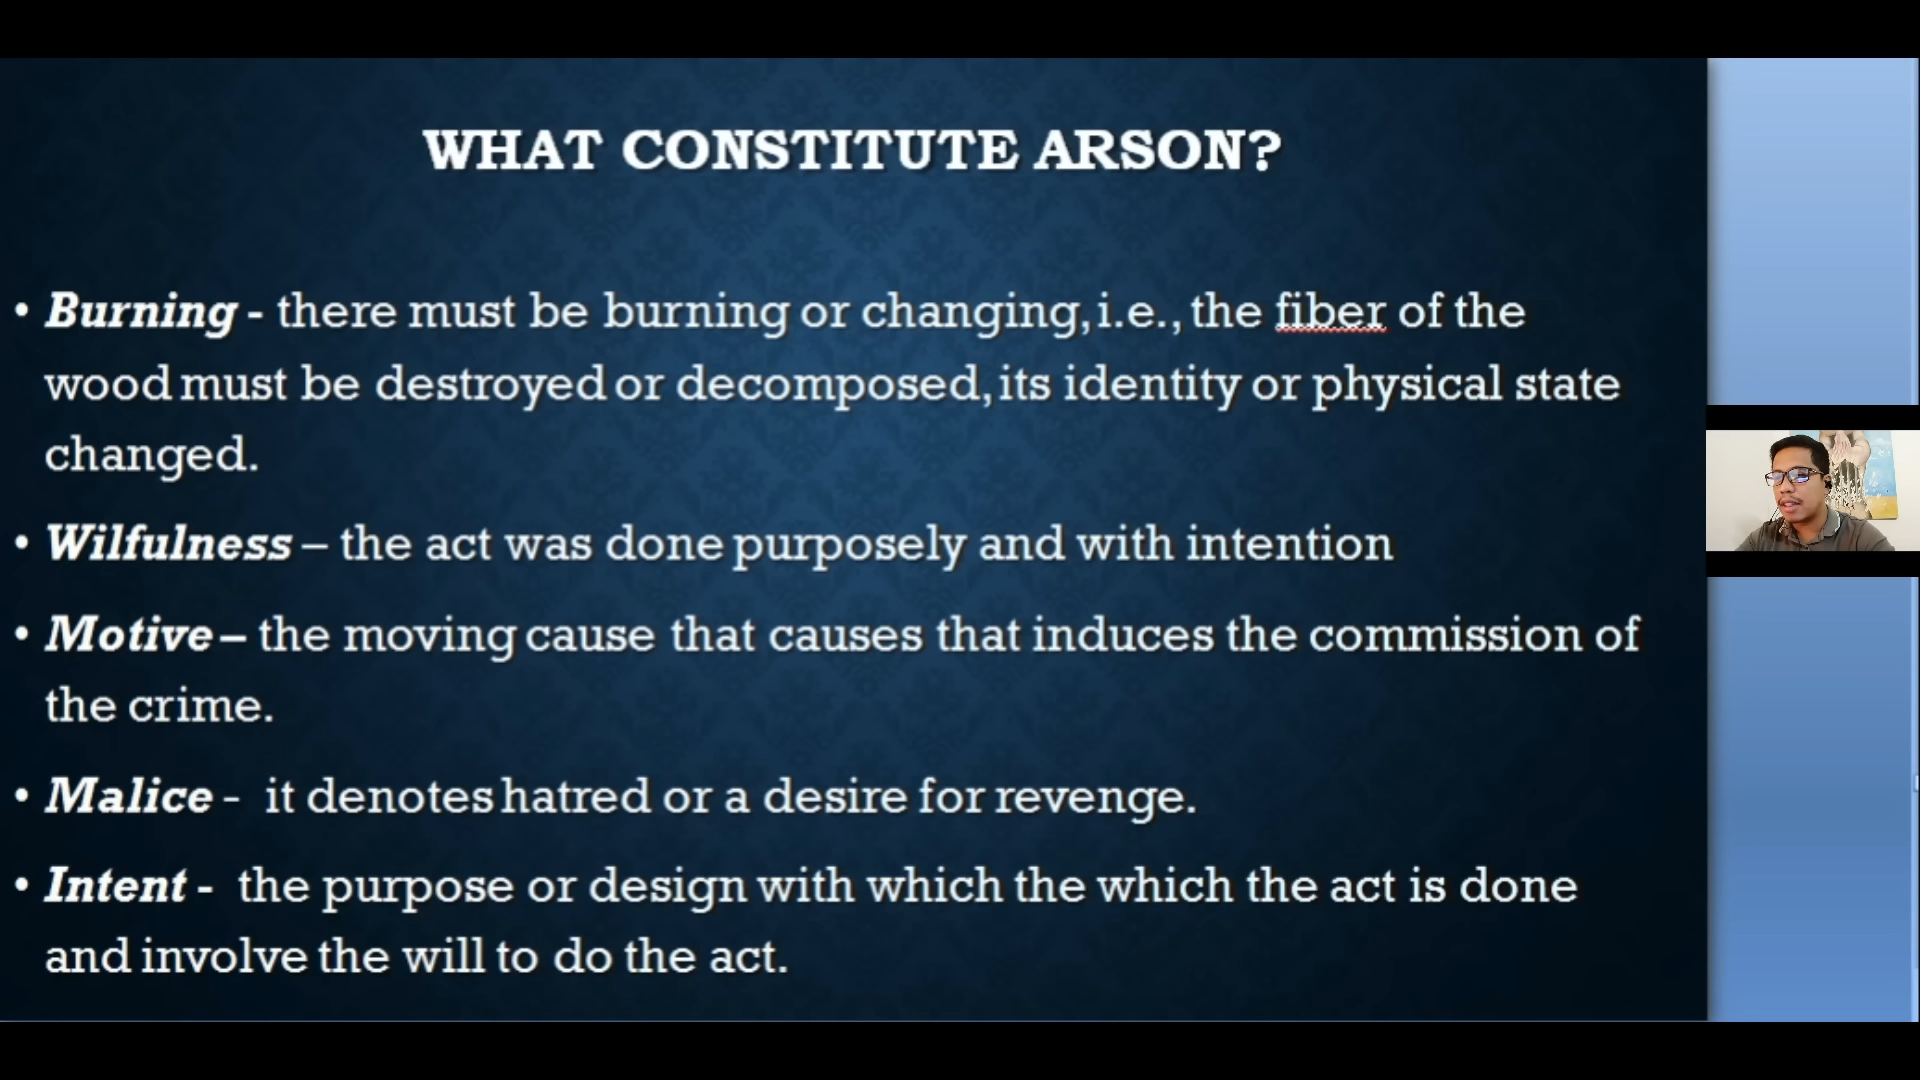 WHAT CONSTITUTE ARSON?
• Burning - there must be burning or changing, i.e., the fiber of the
wood must be destroyed or decomposed, its identity or physical state
changed.
• Wilfulness – the act was done purposely and with intention
• Motive – the moving cause that causes that induces the commission of
the crime.
• Malice - it denotes hatred or a desire for revenge.
• Intent - the purpose or design with which the which the act is done
and involve the will to do the act.